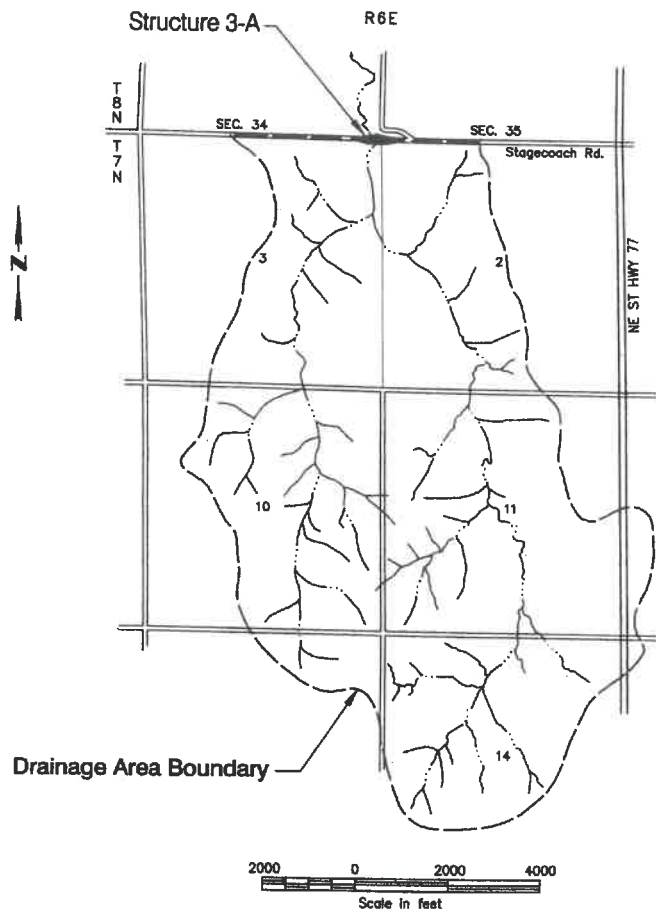 Structure 3-A
R6E
T8N
SEC. 34
SEC. 35
T7N
Stagecoach Rd.
N
3
2
NE ST HWY 77
10
11
14
Drainage Area Boundary
2000 0 2000 4000
Scale in feet